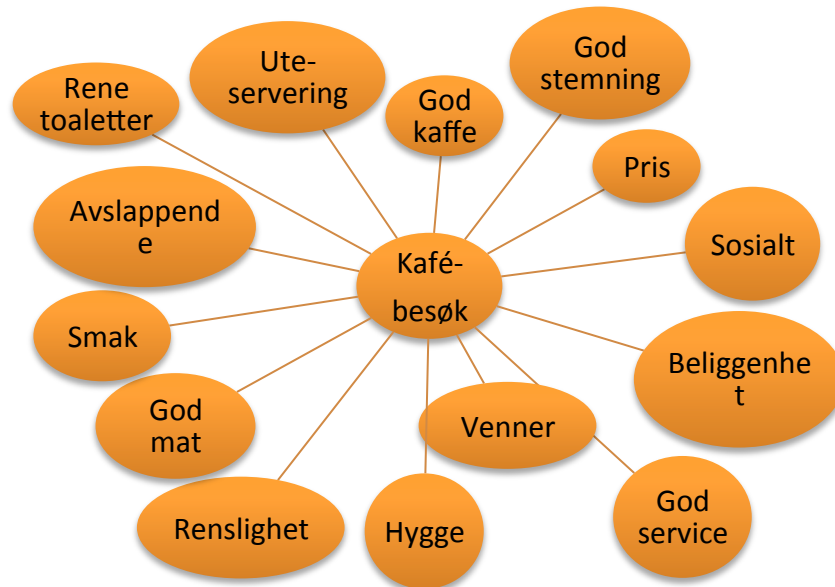 Ute-
servering
God
stemning
Rene
toaletter
God
kaffe
Pris
Avslappend
e
Sosialt
Kafé-
besøk
Smak
Beliggenhe
t
God
mat
Venner
Renslighet
Hygge
God
service